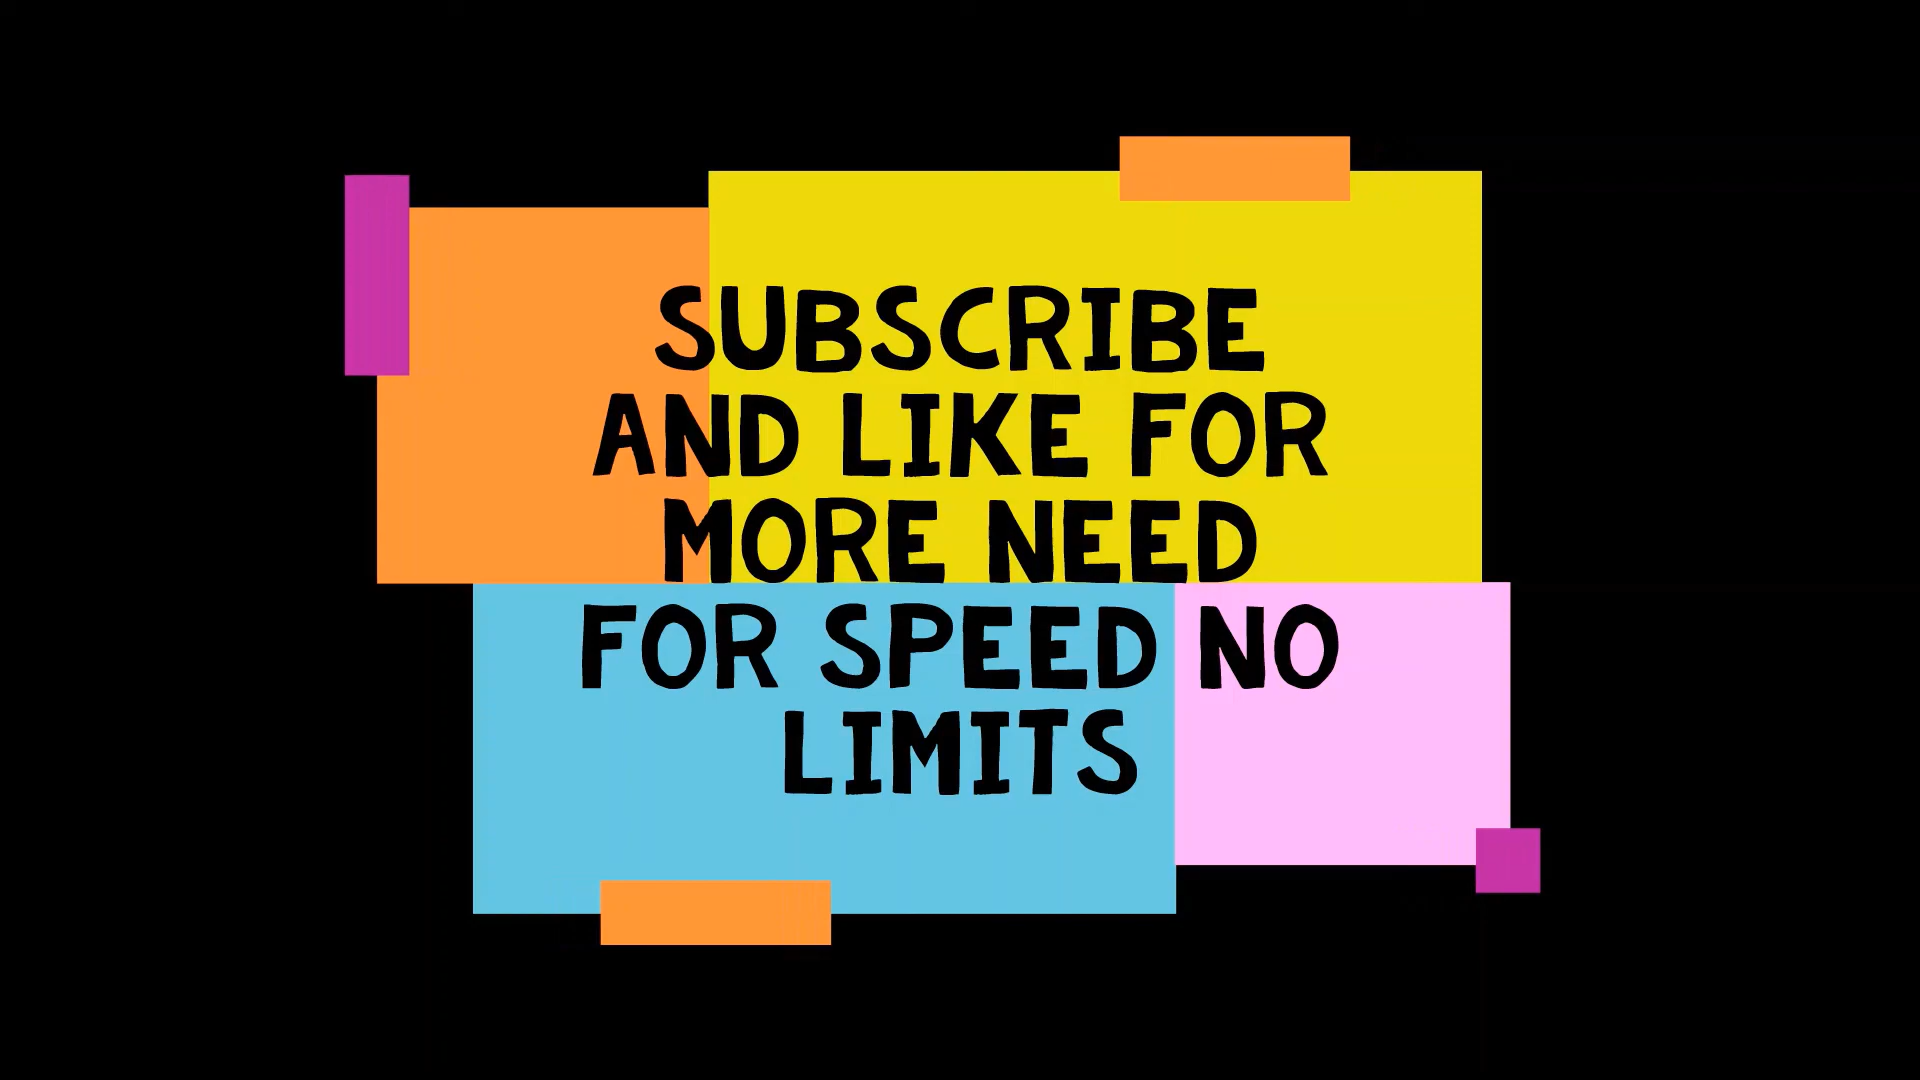 SUBSCRIBE
AND LIKE FOR
MORE NEED
FOR SPEED NO
LIMITS